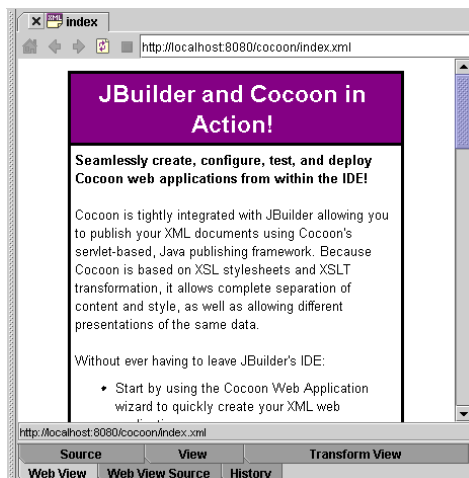 index
http://localhost:8080/cocoon/index.xml
JBuilder and Cocoon in
Action!
Seamlessly create, configure, test, and deploy
Cocoon web applications from within the IDE!
Cocoon is tightly integrated with JBuilder allowing you
to publish your XML documents using Cocoon's
servlet-based, Java publishing framework. Because
Cocoon is based on XSL stylesheets and XSLT
transformation, it allows complete separation of
content and style, as well as allowing different
presentations of the same data.
Without ever having to leave JBuilder's IDE:
• Start by using the Cocoon Web Application
wizard to quickly create your XML web
http://localhost:8080/cocoon/index.xml
Source View Transform View
Web View Web View Source History